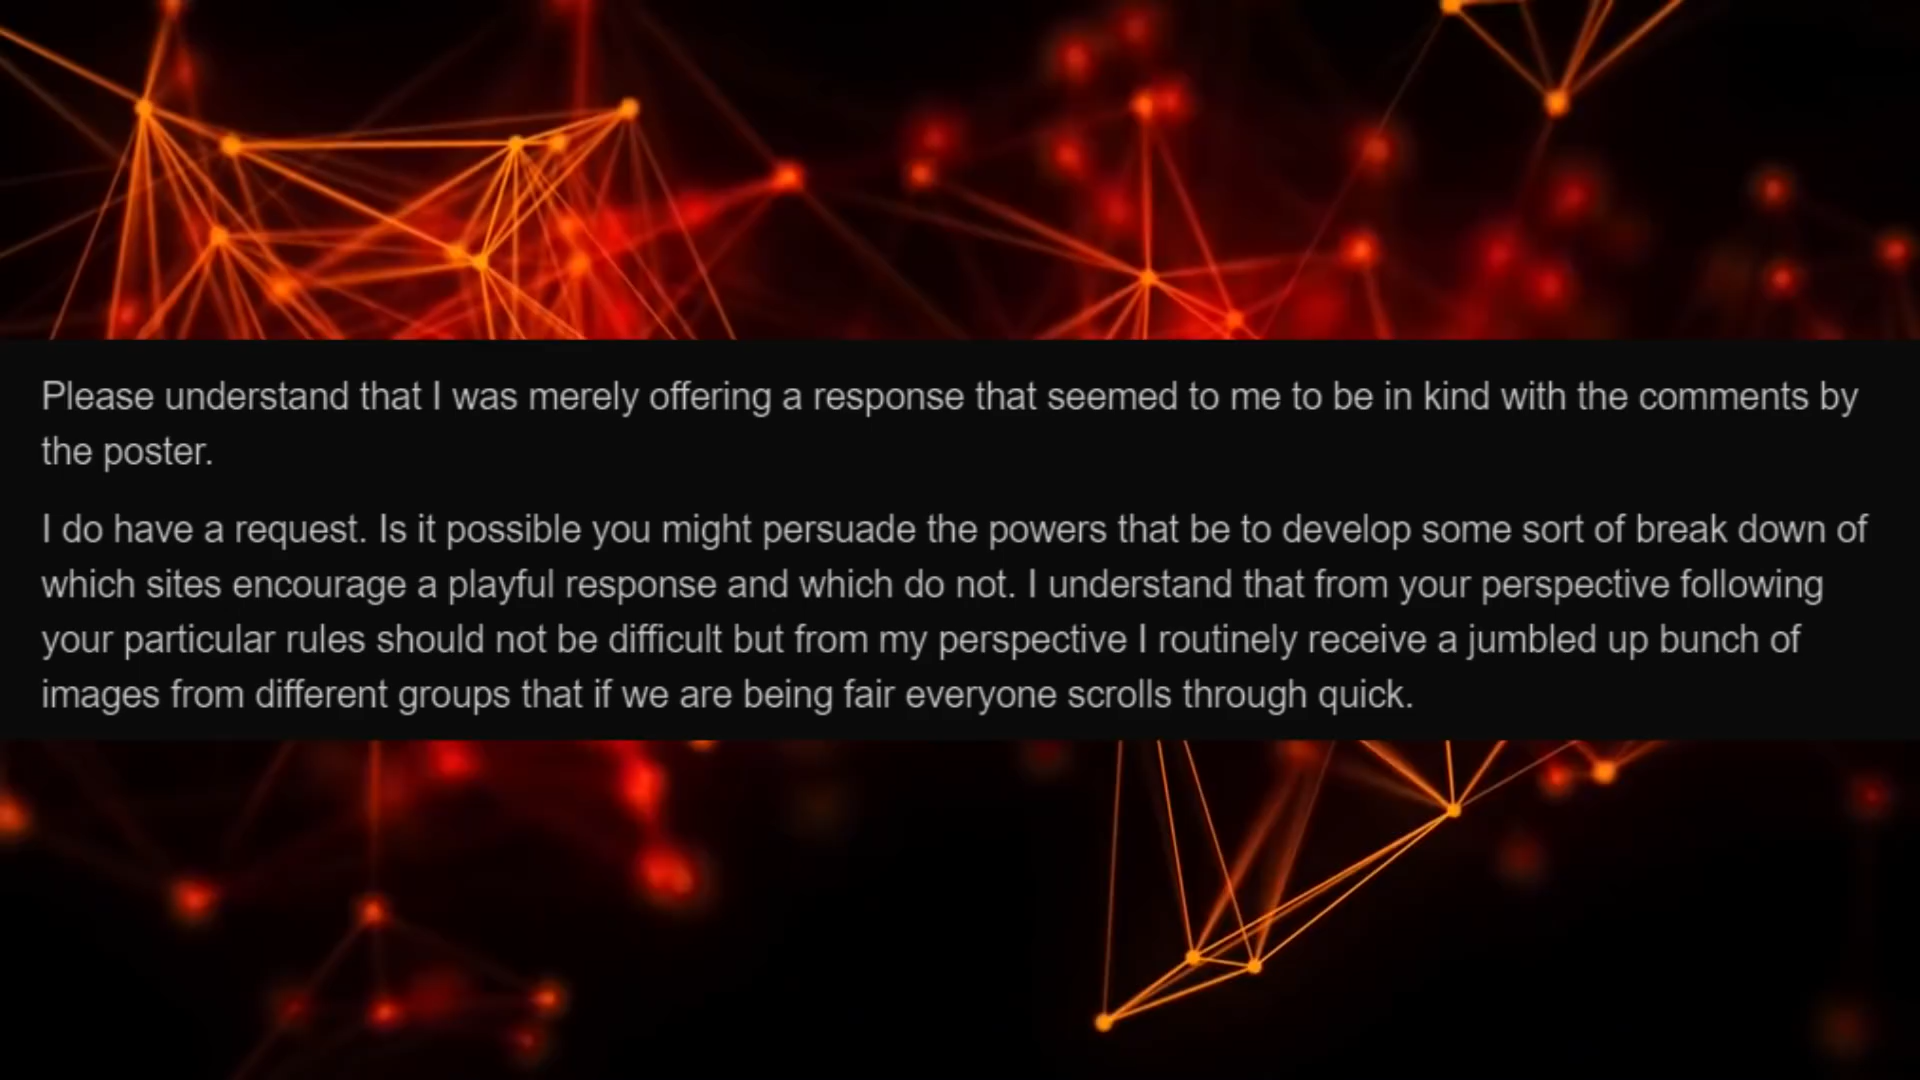 Please understand that I was merely offering a response that seemed to me to be in kind with the comments by
the poster.
I do have a request. Is it possible you might persuade the powers that be to develop some sort of break down of
which sites encourage a playful response and which do not. I understand that from your perspective following
your particular rules should not be difficult but from my perspective I routinely receive a jumbled up bunch of
images from different groups that if we are being fair everyone scrolls through quick.